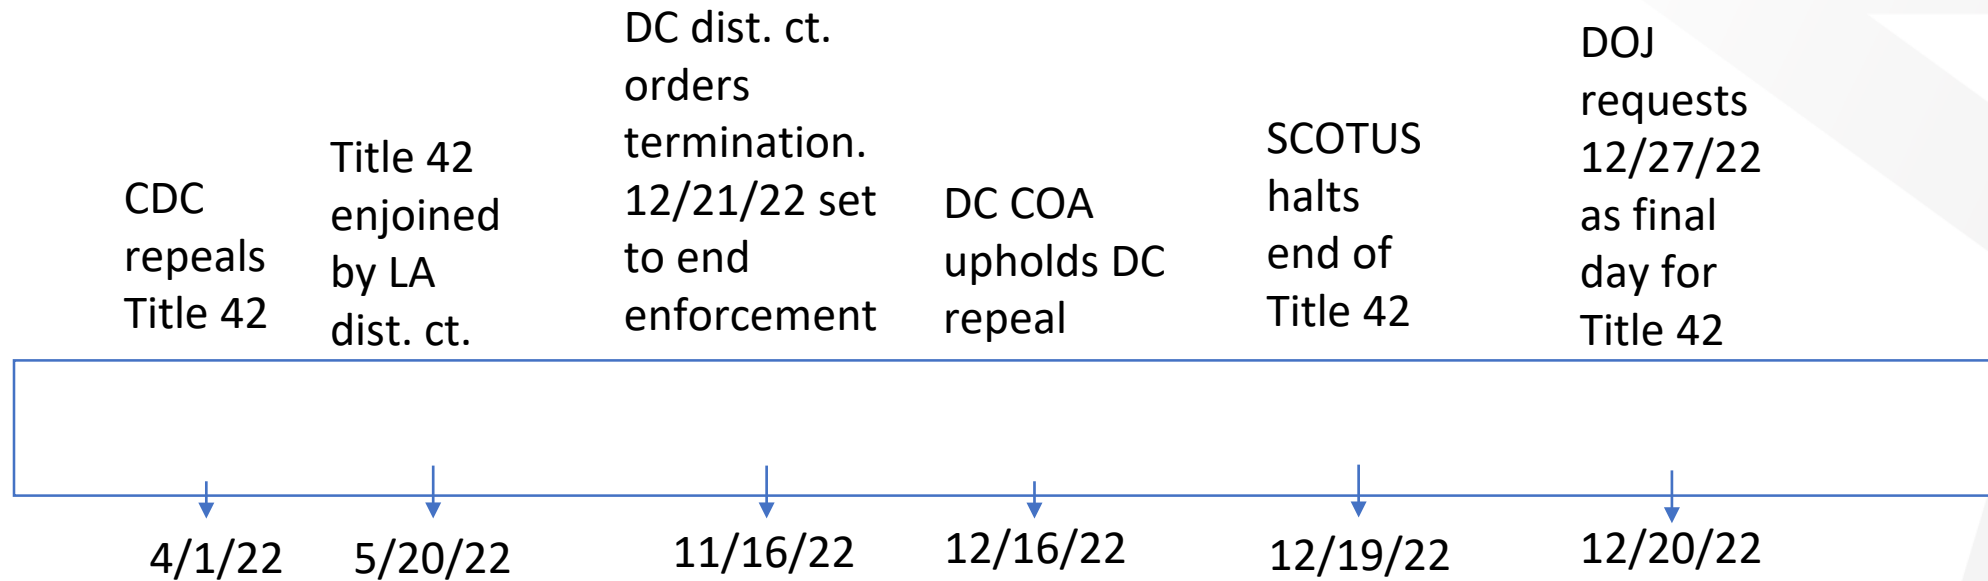 CDC
repeals
Title 42
Title 42
enjoined
by LA
dist. ct.
DC dist. ct.
orders
termination.
12/21/22 set
to end
enforcement
DC COA
upholds DC
repeal
SCOTUS
halts
end of
Title 42
DOJ
requests
12/27/22
as final
day for
Title 42
4/1/22
5/20/22
11/16/22
12/16/22
12/19/22
12/20/22